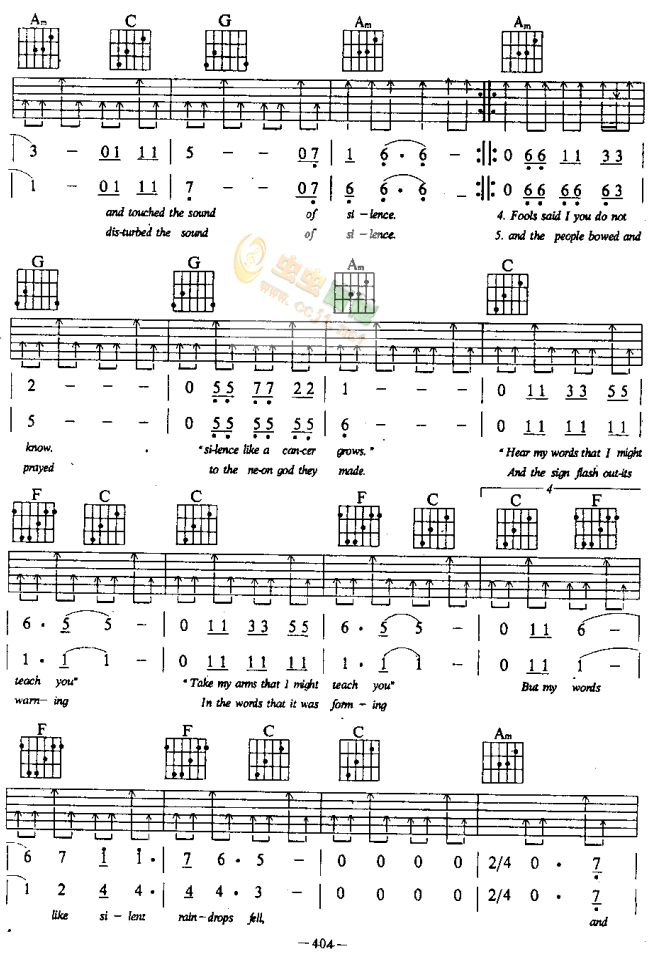 Am C G Am Am
3 – 01 11 | 5 – – 07 | 1 6 · 6 – :||: 0 66 11 33
1 – 01 11 | 7 – – 07 | 6 6 · 6 – :||: 0 66 66 63
and touched the sound of si – lence. 4. Fools said I you do not
dis-turbed the sound of si – lence. 5. and the people bowed and
G G Am C
2 – – – | 0 55 77 22 | 1 – – – | 0 11 33 55
5 – – – | 0 55 55 55 | 6 – – – | 0 11 11 11
know. "silence like a can-cer grows." "Hear my words that I might
prayed to the ne-on god they made. And the sign flash out-its
虫虫
www.ccjt.net
F C C F C 4 C F
6 · 5 5 – | 0 11 33 55 | 6 · 5 5 – | 0 11 6 –
1 · 1 1 – | 0 11 11 11 | 1 · 1 1 – | 0 11 1 –
teach you" "Take my arms that I might teach you" But my words
warn – ing In the words that it was form – ing
F F C C Am
6 7 1 1 · | 7 6 · 5 – | 0 0 0 0 | 2/4 0 · 7
1 2 4 4 · | 4 4 · 3 – | 0 0 0 0 | 2/4 0 · 7
like si – lent rain – drops fell, and
– 404 –